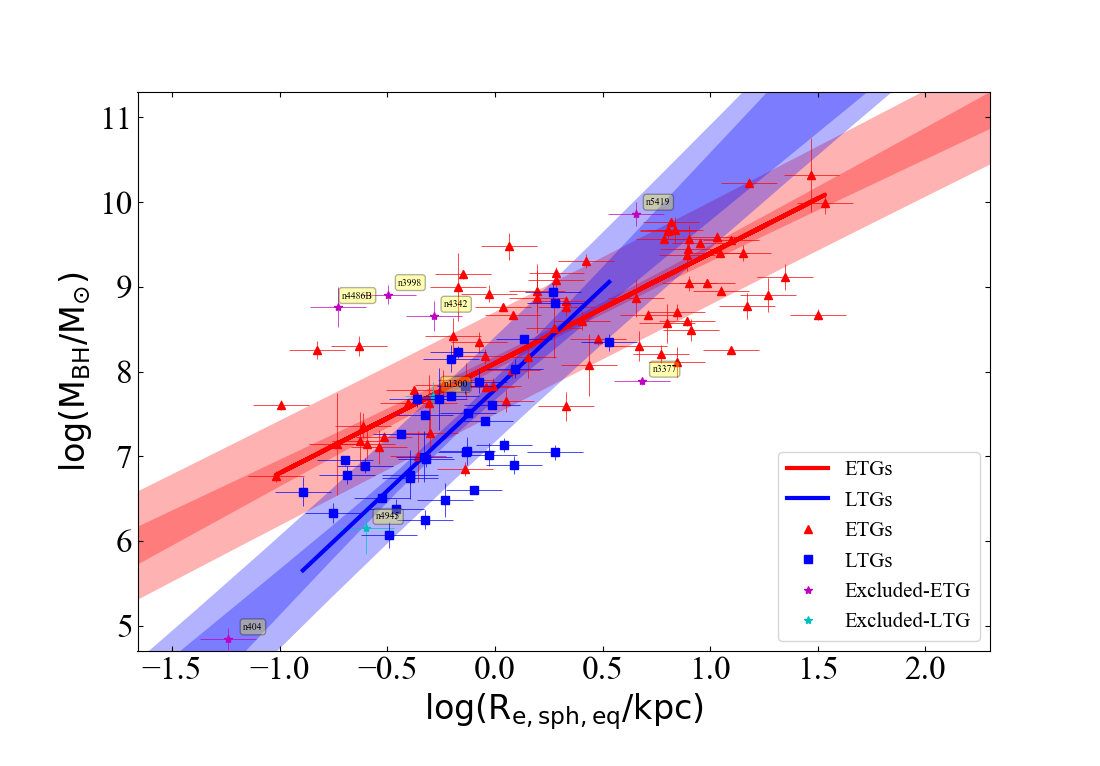 11
10
9
8
7
6
5
log(M_BH/M_⊙)
n5419
n3998
n4486B
n4342
n3377
n1300
n4945
n404
ETGs
LTGs
ETGs
LTGs
Excluded-ETG
Excluded-LTG
−1.5 −1.0 −0.5 0.0 0.5 1.0 1.5 2.0
log(R_e,sph,eq/kpc)